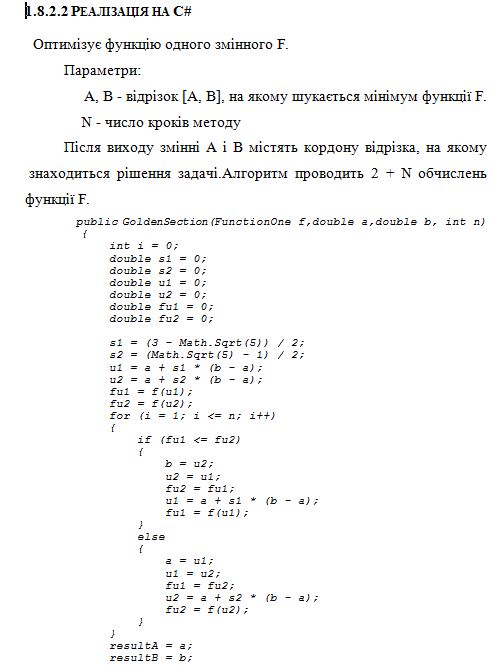 1.8.2.2 РЕАЛІЗАЦІЯ НА C#
Оптимізує функцію одного змінного F.
Параметри:
A, B - відрізок [A, B], на якому шукається мінімум функції F.
N - число кроків методу
Після виходу змінні A і B містять кордону відрізка, на якому
знаходиться рішення задачі.Алгоритм проводить 2 + N обчислень
функції F.
public GoldenSection(FunctionOne f,double a,double b, int n)
{
int i = 0;
double s1 = 0;
double s2 = 0;
double u1 = 0;
double u2 = 0;
double fu1 = 0;
double fu2 = 0;
s1 = (3 - Math.Sqrt(5)) / 2;
s2 = (Math.Sqrt(5) - 1) / 2;
u1 = a + s1 * (b - a);
u2 = a + s2 * (b - a);
fu1 = f(u1);
fu2 = f(u2);
for (i = 1; i <= n; i++)
{
if (fu1 <= fu2)
{
b = u2;
u2 = u1;
fu2 = fu1;
u1 = a + s1 * (b - a);
fu1 = f(u1);
}
else
{
a = u1;
u1 = u2;
fu1 = fu2;
u2 = a + s2 * (b - a);
fu2 = f(u2);
}
}
resultA = a;
resultB = b;